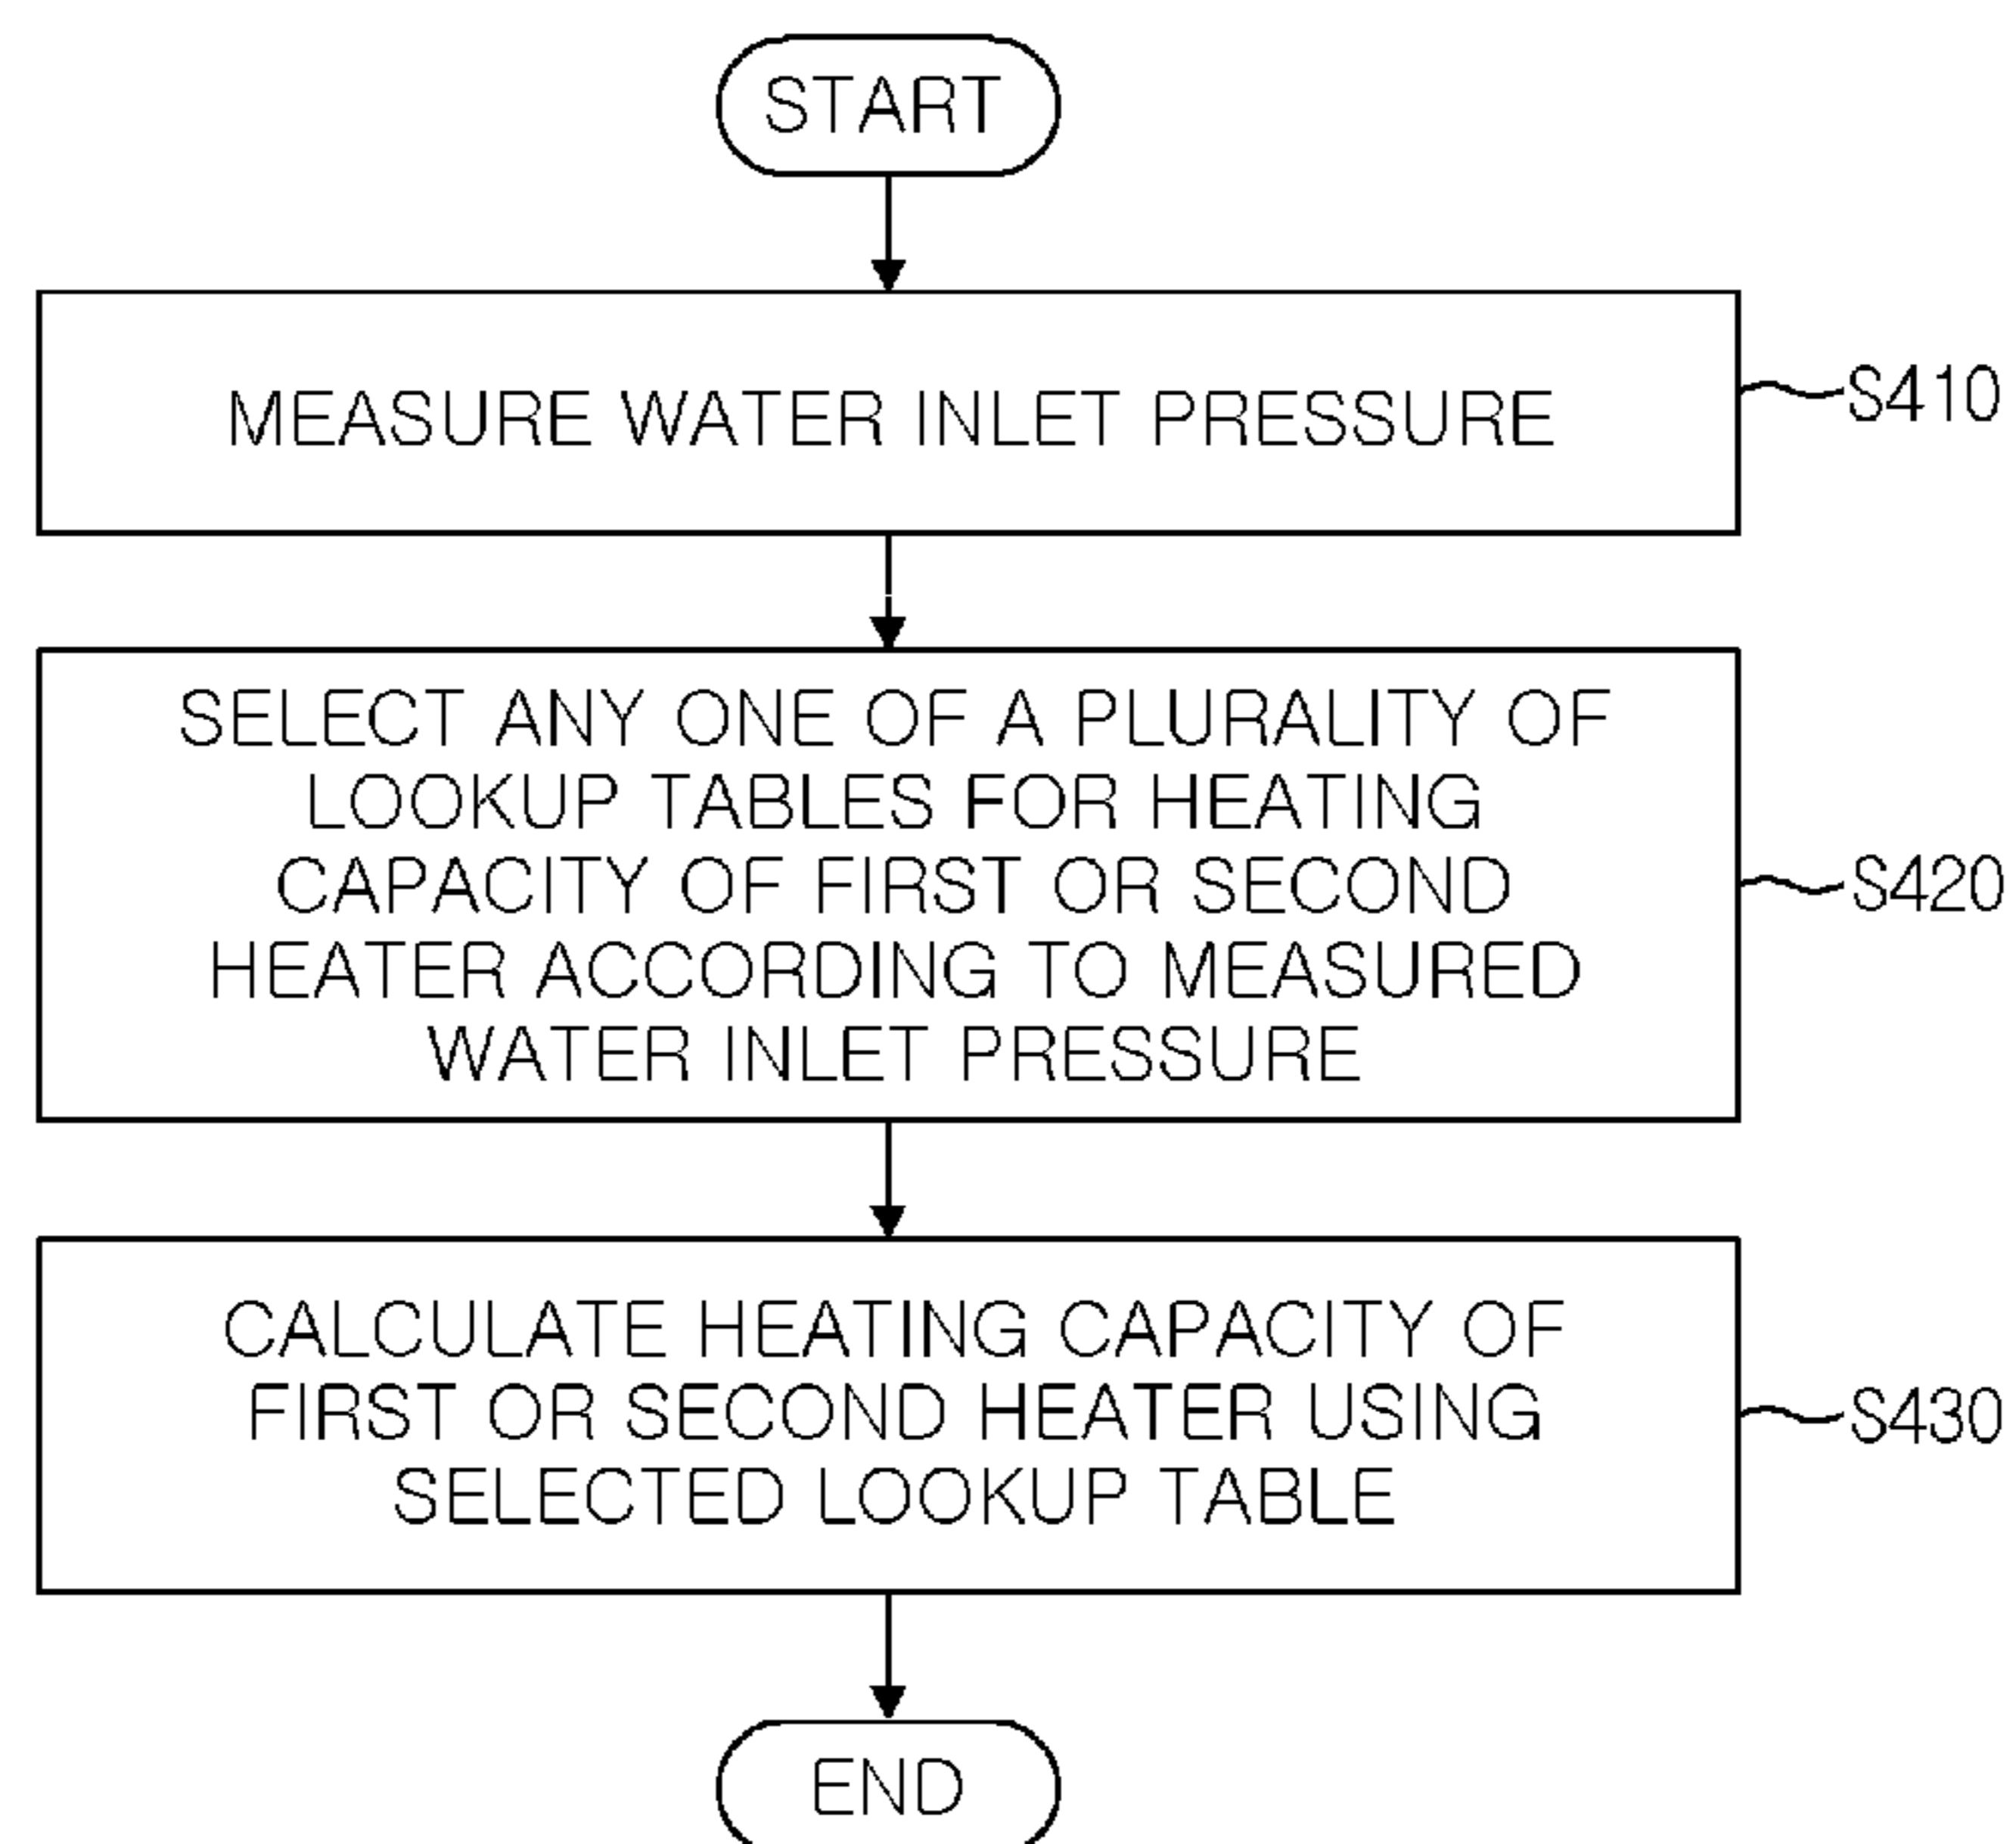 START
MEASURE WATER INLET PRESSURE
S410
SELECT ANY ONE OF A PLURALITY OF
LOOKUP TABLES FOR HEATING
CAPACITY OF FIRST OR SECOND
HEATER ACCORDING TO MEASURED
WATER INLET PRESSURE
S420
CALCULATE HEATING CAPACITY OF
FIRST OR SECOND HEATER USING
SELECTED LOOKUP TABLE
S430
END